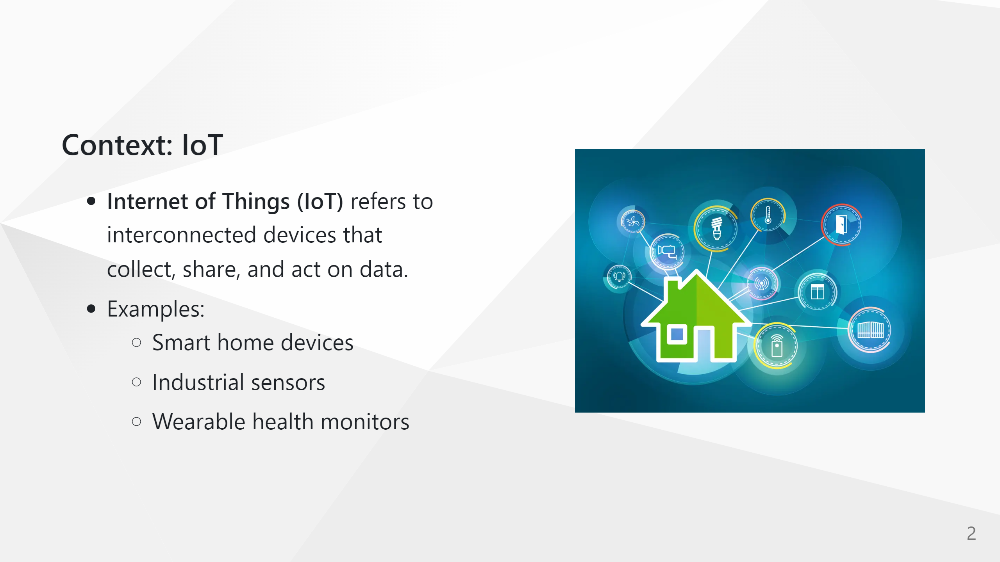 Context: IoT
Internet of Things (IoT) refers to
interconnected devices that
collect, share, and act on data.
Examples:
Smart home devices
Industrial sensors
Wearable health monitors
2